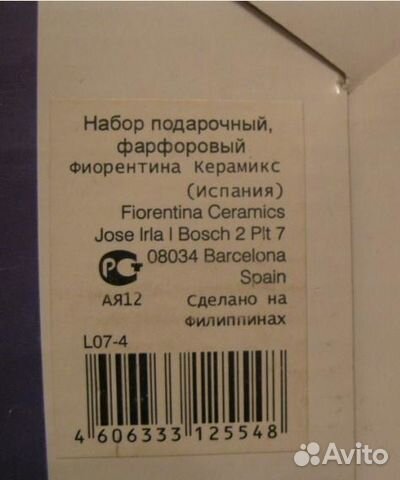 Набор подарочный,
фарфоровый
Фиорентина Керамикс
(Испания)
Fiorentina Ceramics
Jose Irla I Bosch 2 Plt 7
08034 Barcelona
Spain
РСТ
АЯ12
Сделано на
Филиппинах
L07-4
4 606333 125548
Avito